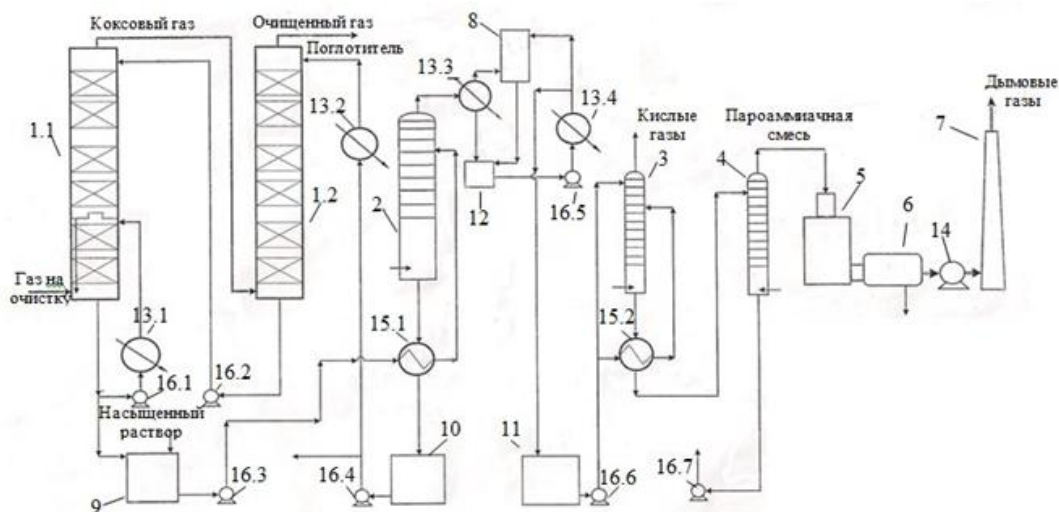 Коксовый газ
Очищенный газ
Поглотитель
8
13.3
13.4
13.2
Дымовые
газы
7
Кислые
газы
Пароаммиачная
смесь
1.1
1.2
2
12
16.5
3
4
5
6
14
Газ на
очистку
13.1
15.1
15.2
16.1
16.2
Насыщенный
раствор
9
16.3
16.4
10
11
16.6
16.7